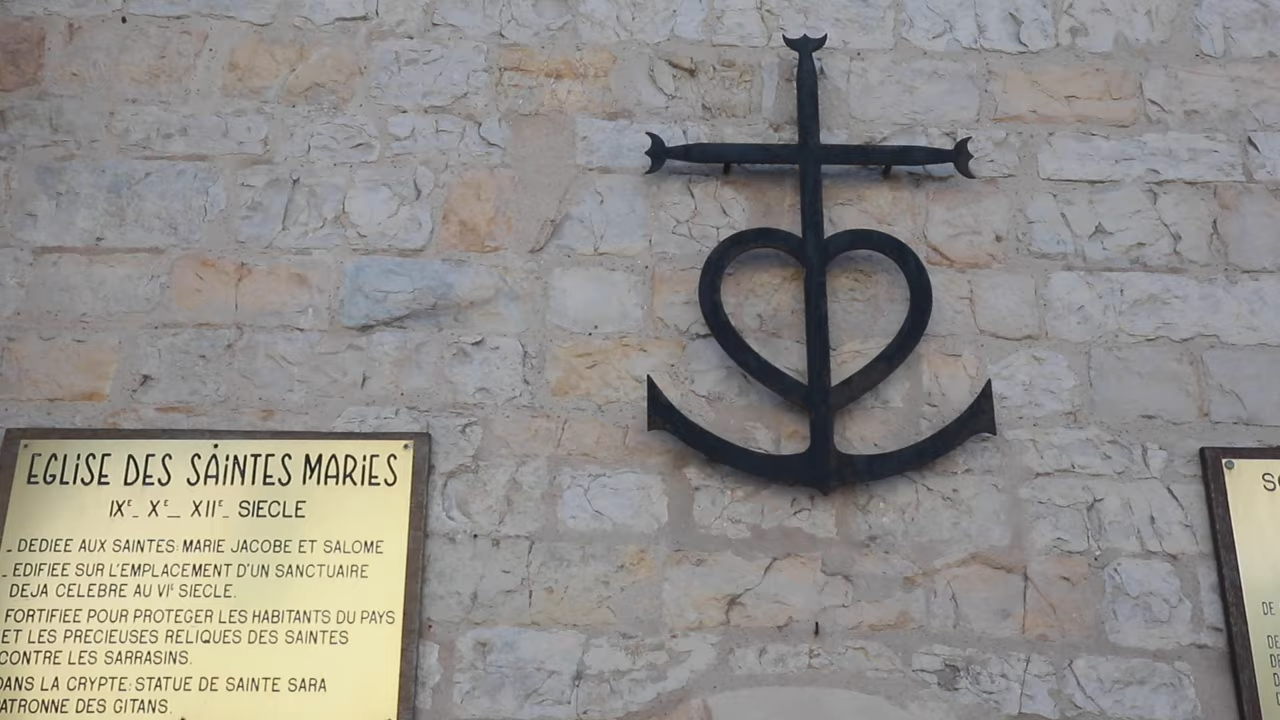 EGLISE DES SAINTES MARIES
IXᵉ_ Xᵉ_ XIIᵉ_ SIECLE
_ DEDIEE AUX SAINTES: MARIE JACOBE ET SALOME
_ EDIFIEE SUR L'EMPLACEMENT D'UN SANCTUAIRE
DEJA CELEBRE AU VIᵉ SIECLE.
FORTIFIEE POUR PROTEGER LES HABITANTS DU PAYS
ET LES PRECIEUSES RELIQUES DES SAINTES
CONTRE LES SARRASINS.
DANS LA CRYPTE: STATUE DE SAINTE SARA
ATRONNE DES GITANS.